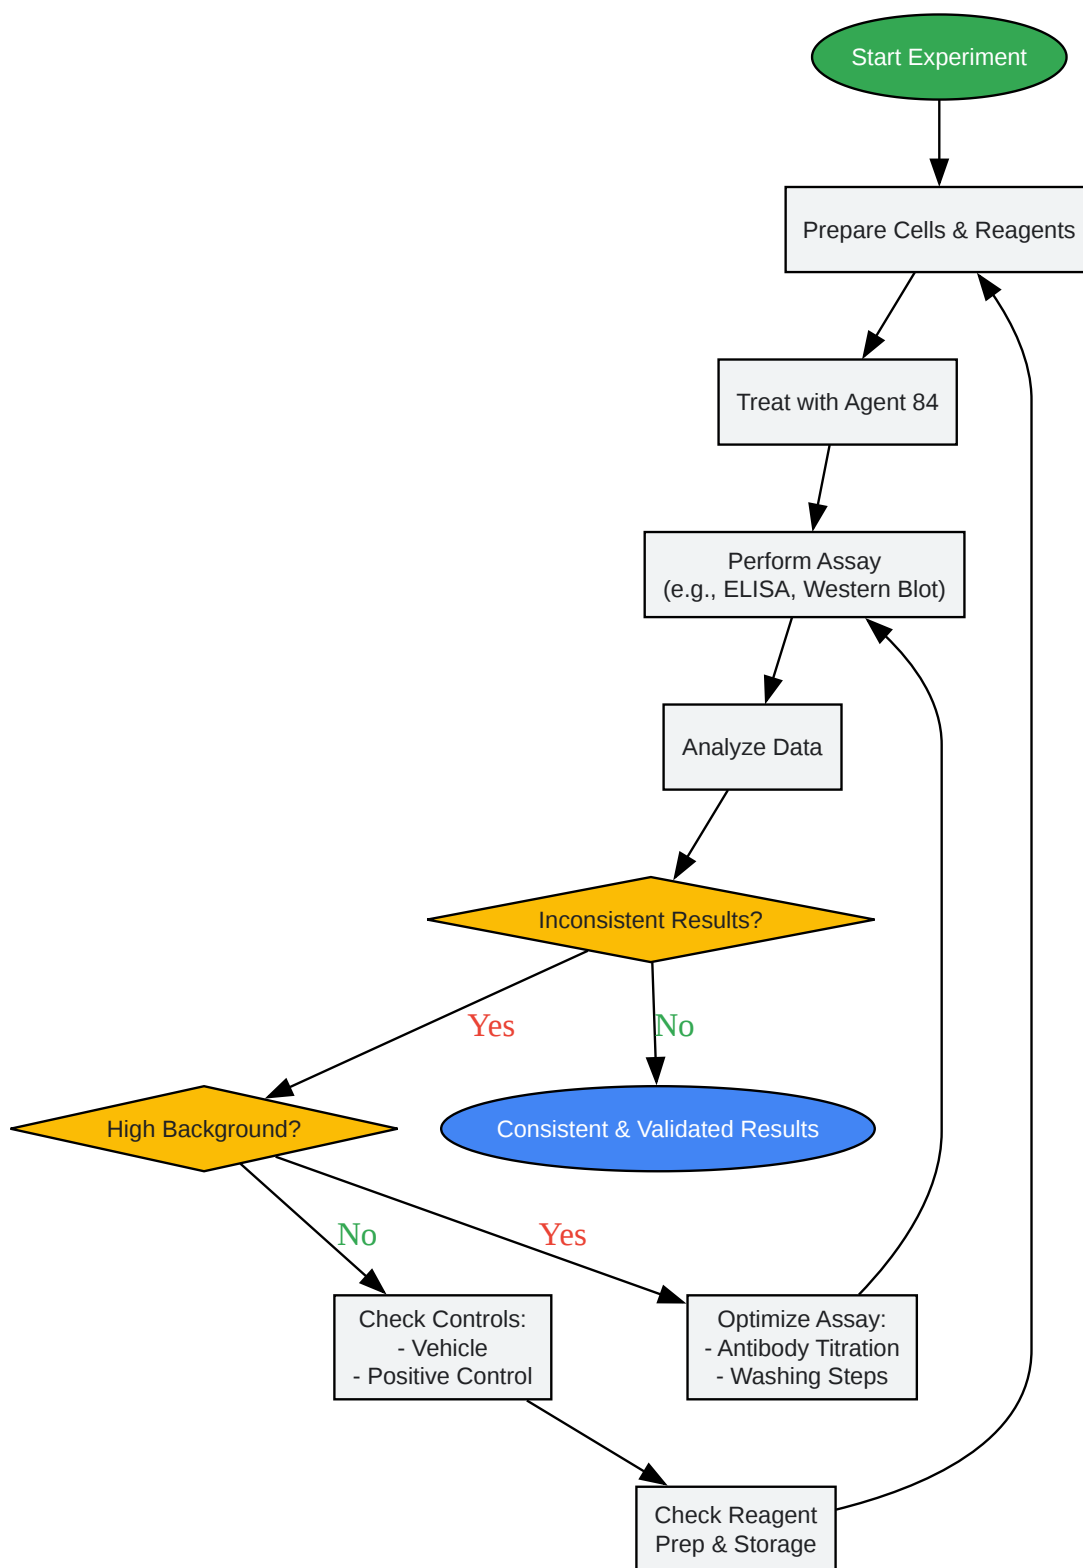 Start Experiment
Prepare Cells & Reagents
Treat with Agent 84
Perform Assay
(e.g., ELISA, Western Blot)
Analyze Data
Inconsistent Results?
Yes
No
High Background?
Consistent & Validated Results
No
Yes
Check Controls:
- Vehicle
- Positive Control
Optimize Assay:
- Antibody Titration
- Washing Steps
Check Reagent
Prep & Storage